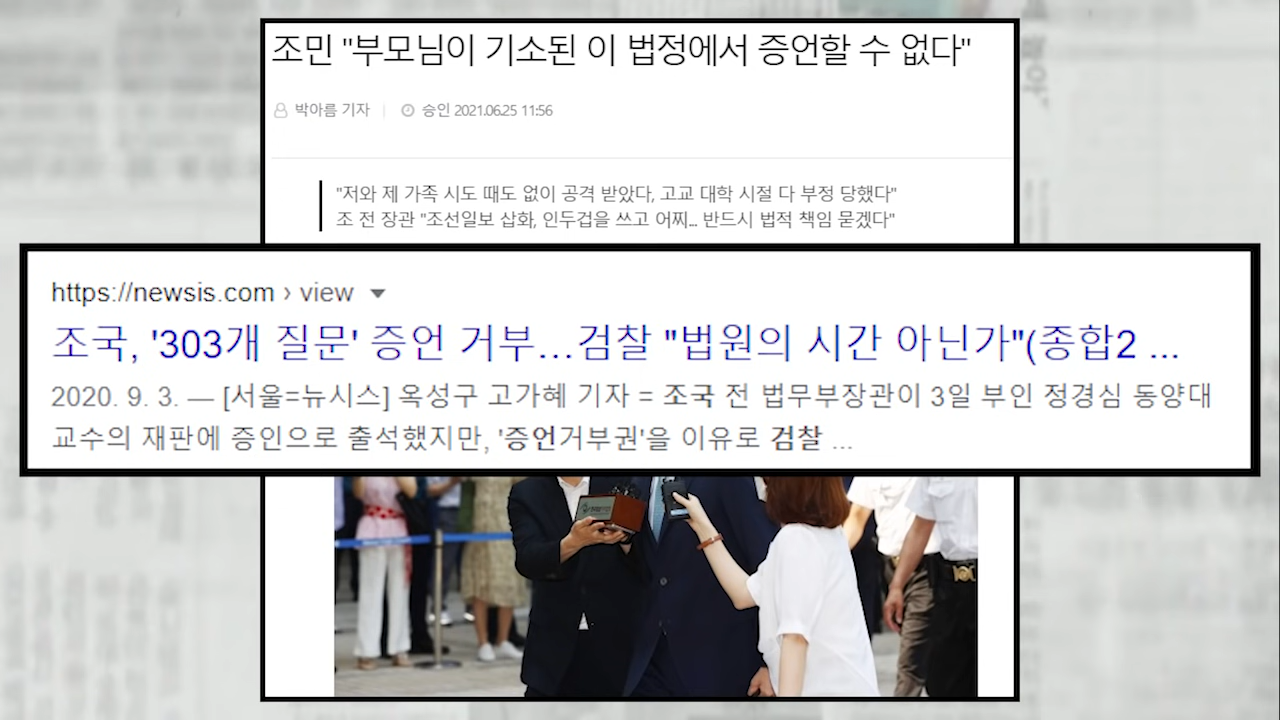 조민 "부모님이 기소된 이 법정에서 증언할 수 없다"
박아름 기자 | 승인 2021.06.25 11:56
"저와 제 가족 시도 때도 없이 공격 받았다, 고교 대학 시절 다 부정 당했다"
조 전 장관 "조선일보 삽화, 인두겁을 쓰고 어찌... 반드시 법적 책임 묻겠다"
https://newsis.com › view
조국, '303개 질문' 증언 거부...검찰 "법원의 시간 아닌가"(종합2 ...
2020. 9. 3. — [서울=뉴시스] 옥성구 고가혜 기자 = 조국 전 법무부장관이 3일 부인 정경심 동양대
교수의 재판에 증인으로 출석했지만, '증언거부권'을 이유로 검찰 ...